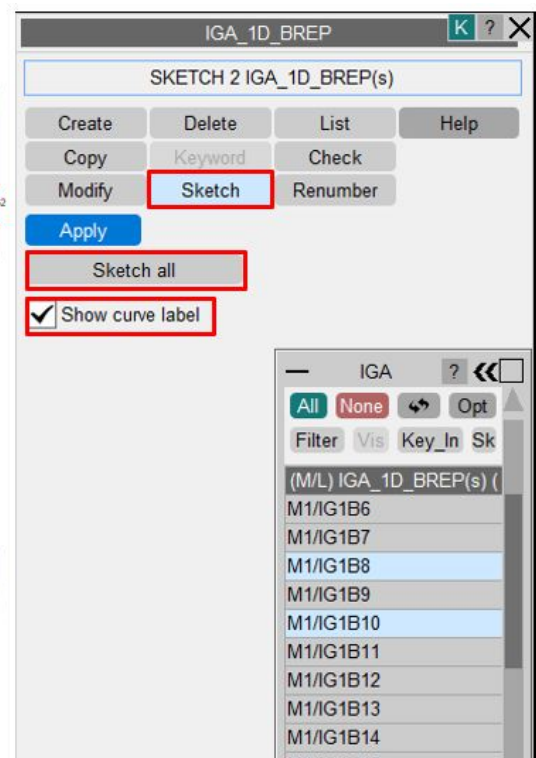 IGA_1D_BREP K ? X
SKETCH 2 IGA_1D_BREP(s)
Create Delete List Help
Copy Keyword Check
Modify Sketch Renumber
Apply
Sketch all
Show curve label
IGA ?
All None Opt
Filter Vis Key_In Sk
(M/L) IGA_1D_BREP(s) (
M1/IG1B6
M1/IG1B7
M1/IG1B8
M1/IG1B9
M1/IG1B10
M1/IG1B11
M1/IG1B12
M1/IG1B13
M1/IG1B14